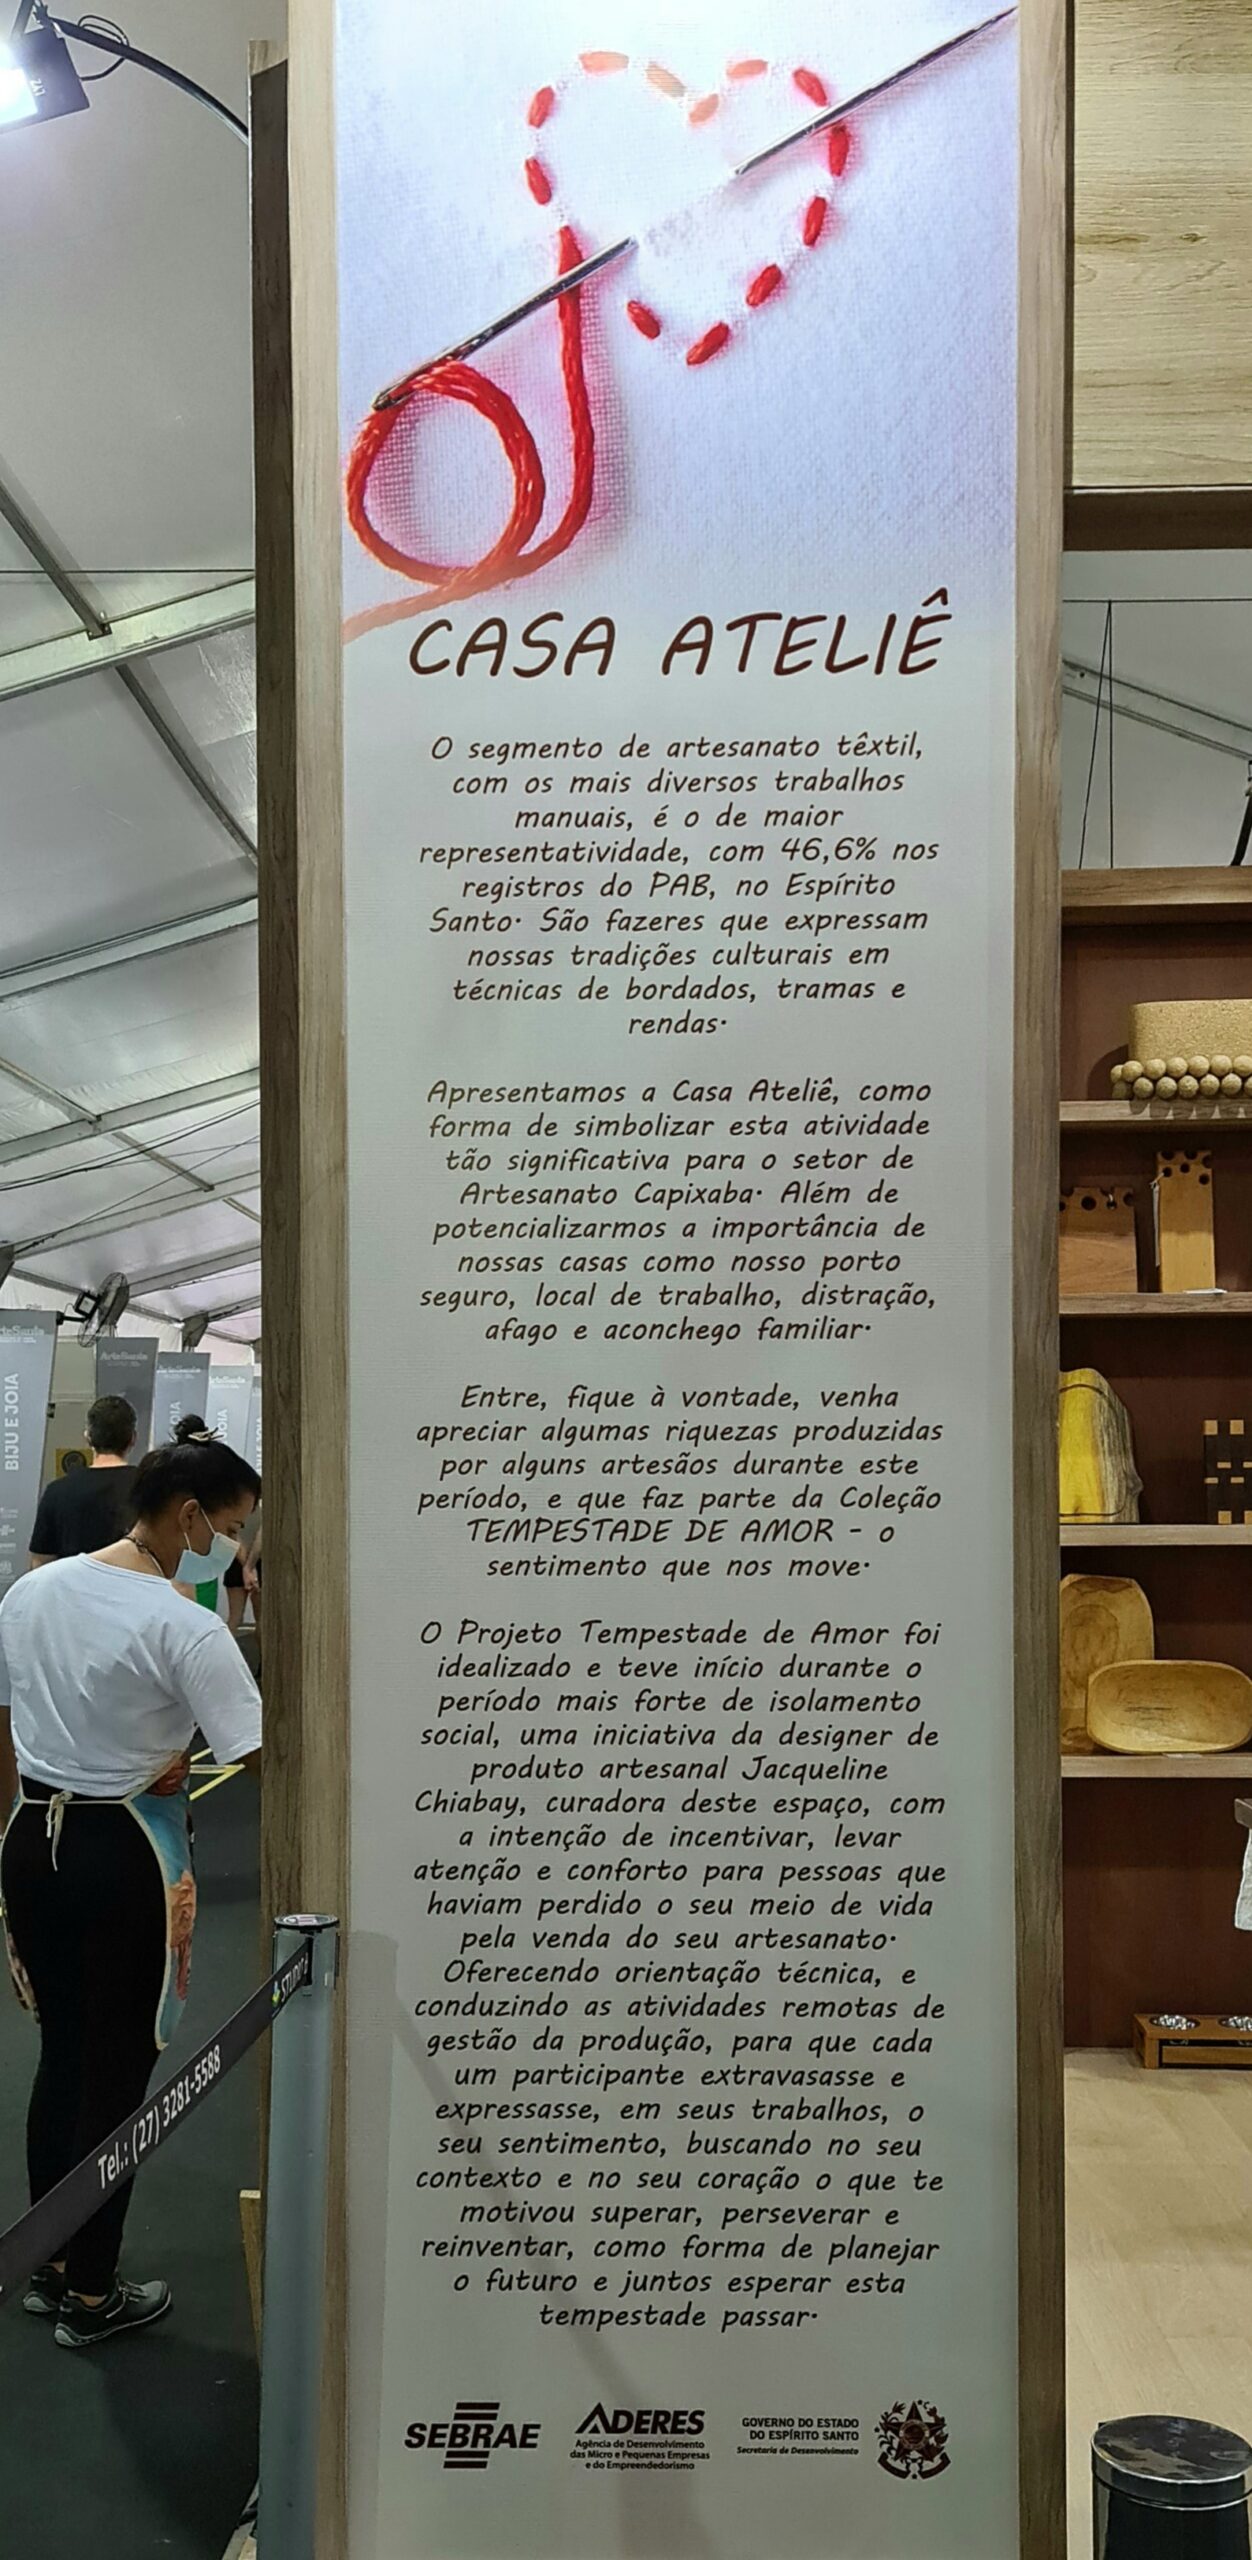 CASA ATELIÊ
O segmento de artesanato têxtil,
com os mais diversos trabalhos
manuais, é o de maior
representatividade, com 46,6% nos
registros do PAB, no Espírito
Santo. São fazeres que expressam
nossas tradições culturais em
técnicas de bordados, tramas e
rendas.
Apresentamos a Casa Ateliê, como
forma de simbolizar esta atividade
tão significativa para o setor de
Artesanato Capixaba. Além de
potencializarmos a importância de
nossas casas como nosso porto
seguro, local de trabalho, distração,
afago e aconchego familiar.
Entre, fique à vontade, venha
apreciar algumas riquezas produzidas
por alguns artesãos durante este
período, e que faz parte da Coleção
TEMPESTADE DE AMOR - o
sentimento que nos move.
O Projeto Tempestade de Amor foi
idealizado e teve início durante o
período mais forte de isolamento
social, uma iniciativa da designer de
produto artesanal Jacqueline
Chiabay, curadora deste espaço, com
a intenção de incentivar, levar
atenção e conforto para pessoas que
haviam perdido o seu meio de vida
pela venda do seu artesanato.
Oferecendo orientação técnica, e
conduzindo as atividades remotas de
gestão da produção, para que cada
um participante extravasasse e
expressasse, em seus trabalhos, o
seu sentimento, buscando no seu
contexto e no seu coração o que te
motivou superar, perseverar e
reinventar, como forma de planejar
o futuro e juntos esperar esta
tempestade passar.
SEBRAE
ADERES
Agência de Desenvolvimento
das Micro e Pequenas Empresas
e do Empreendedorismo
GOVERNO DO ESTADO
DO ESPÍRITO SANTO
Secretaria de Desenvolvimento
BIJU E JOIA
Tel.: (27) 3281-5588